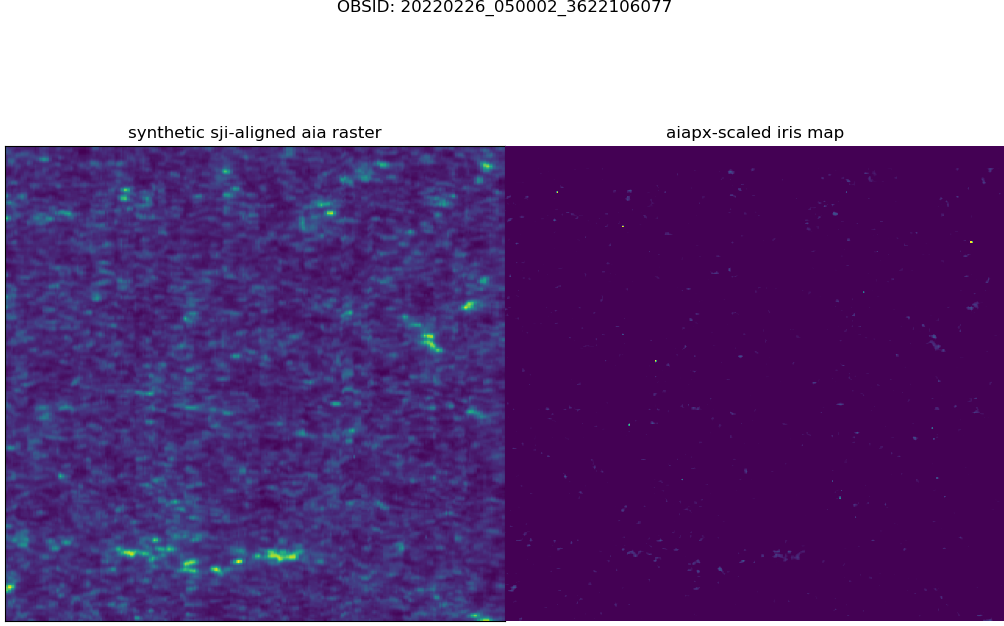 OBSID: 20220226_050002_3622106077
synthetic sji-aligned aia raster
aiapx-scaled iris map